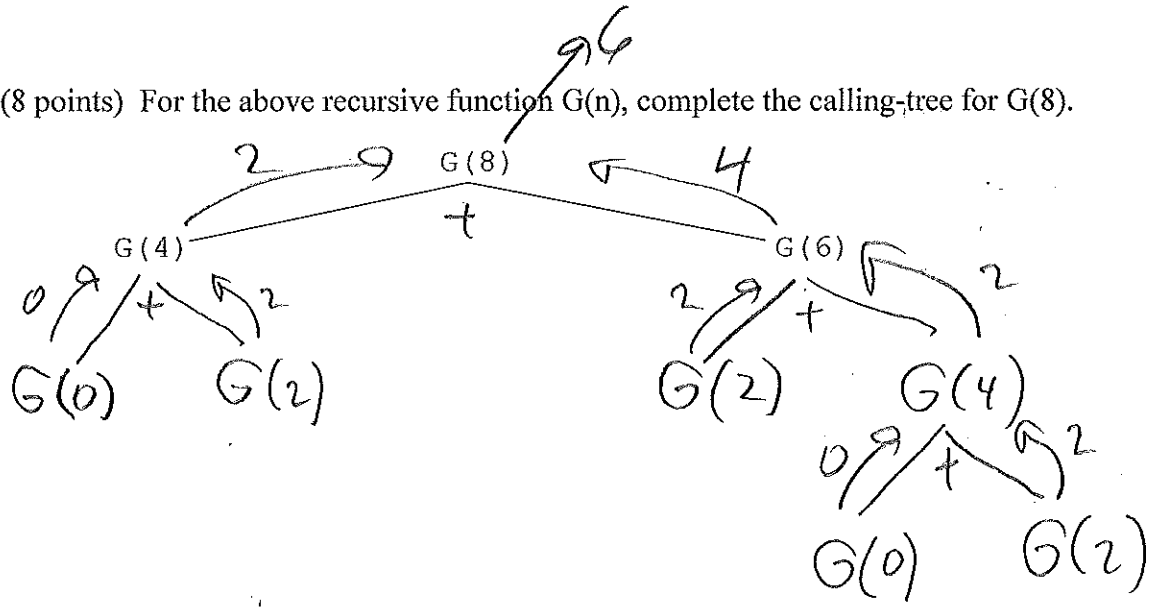 6
(8 points) For the above recursive function G(n), complete the calling-tree for G(8).
2 G(8) 4
+
G(4) G(6)
0 + 2 2 + 2
G(0) G(2) G(2) G(4)
0 + 2
G(0) G(2)